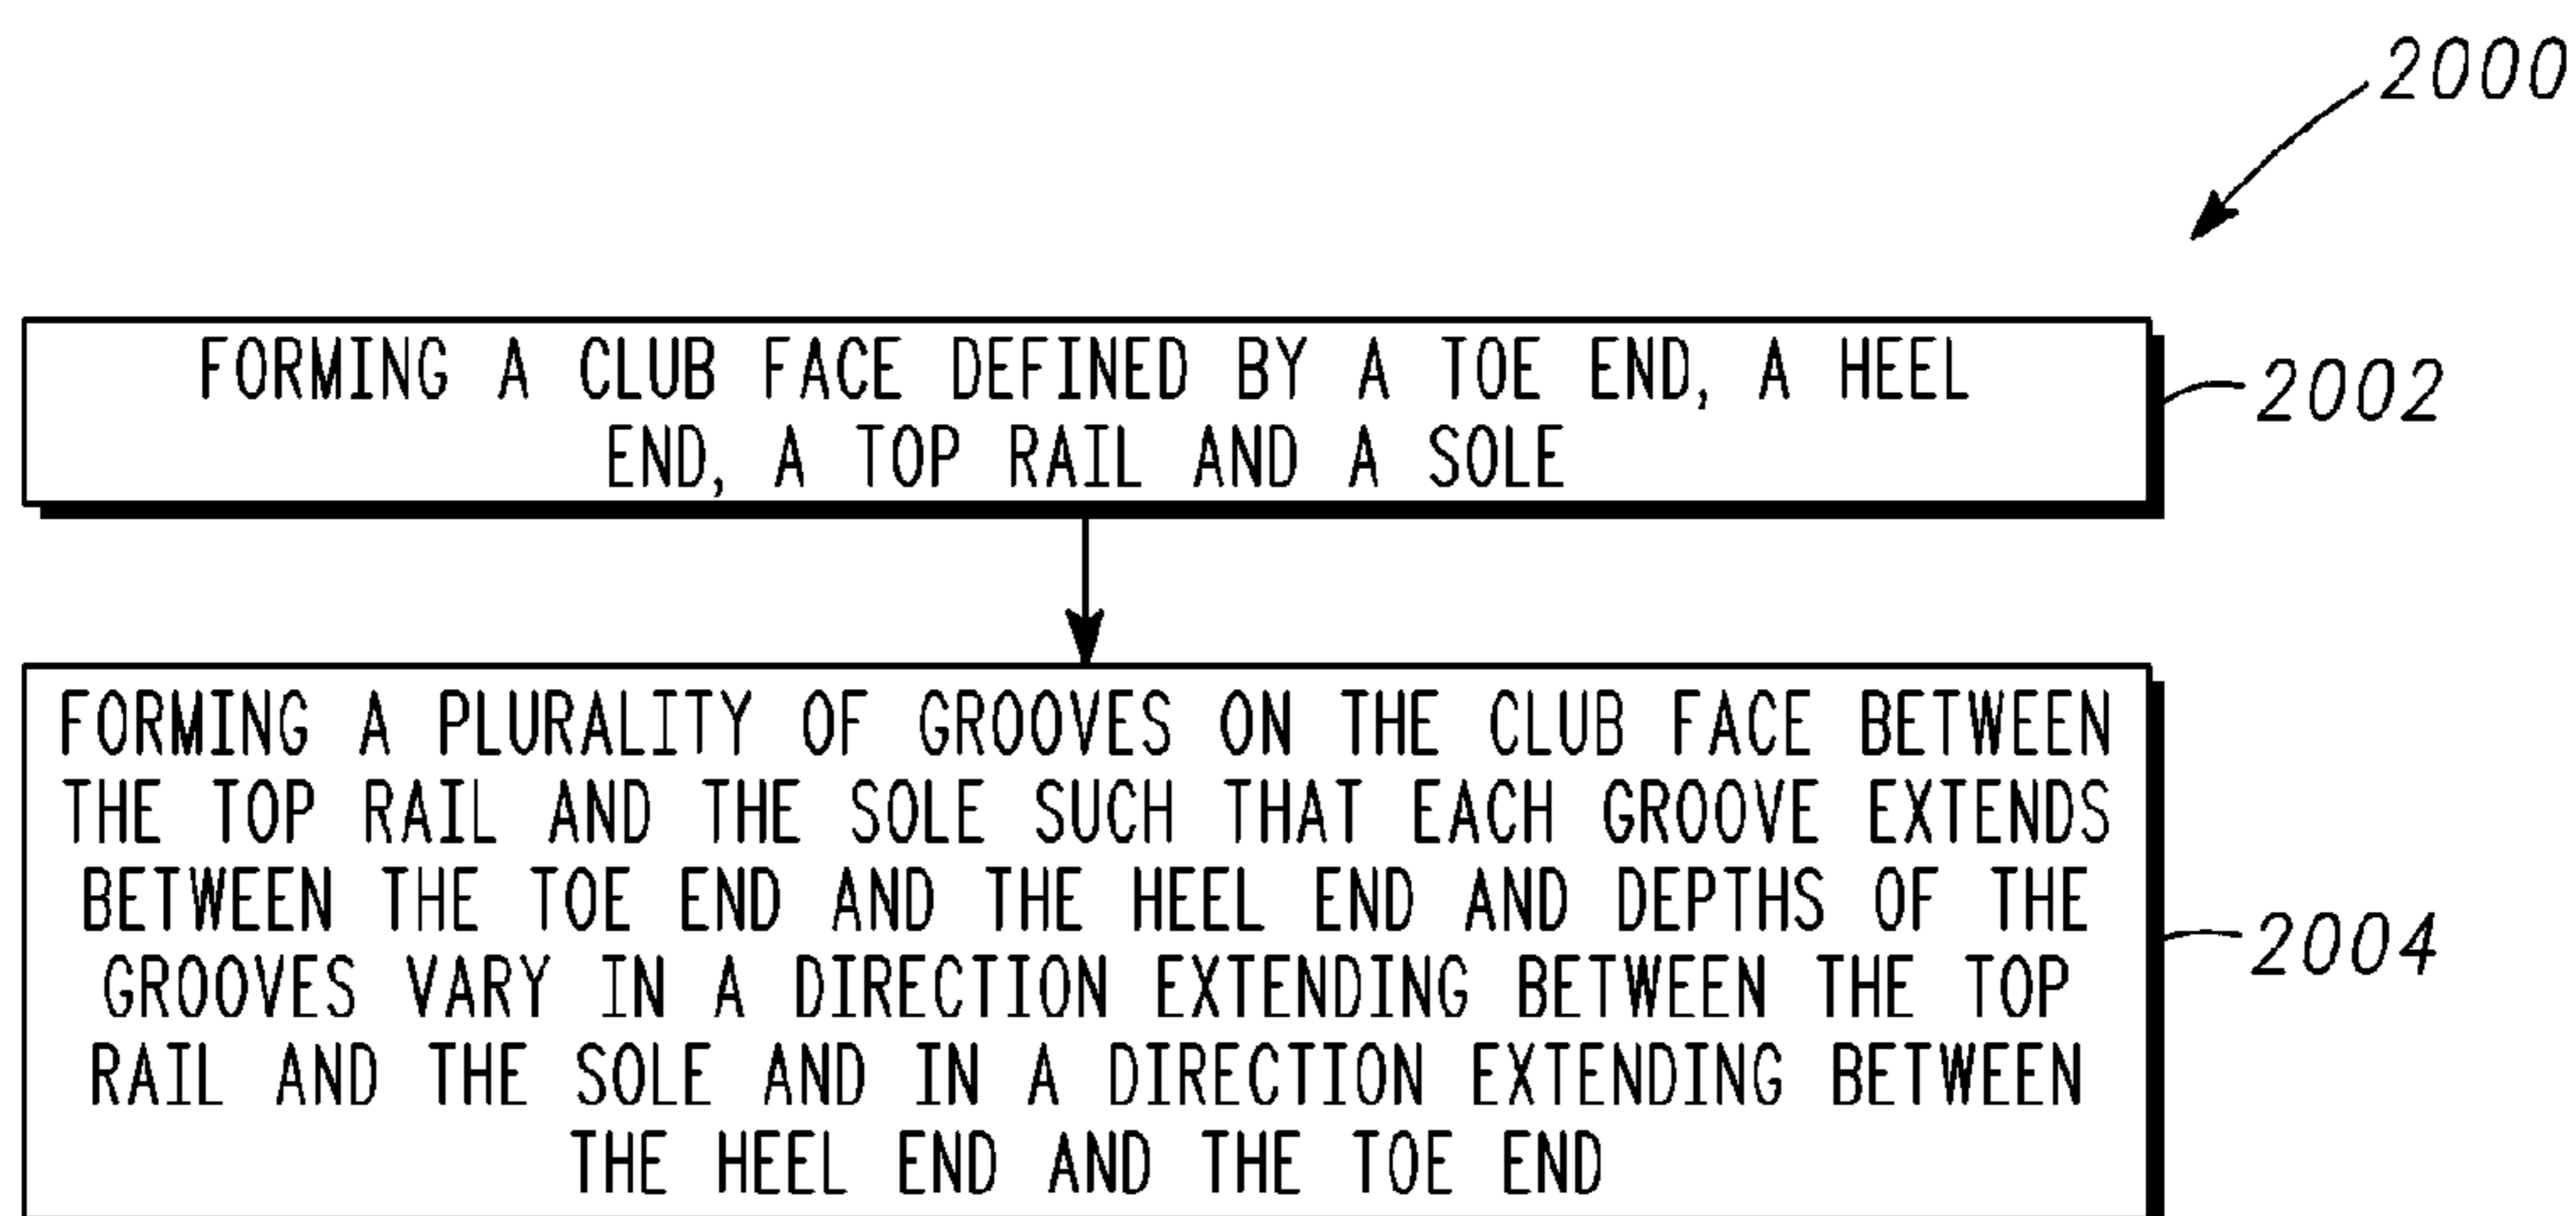 2000
FORMING A CLUB FACE DEFINED BY A TOE END, A HEEL
END, A TOP RAIL AND A SOLE
2002
FORMING A PLURALITY OF GROOVES ON THE CLUB FACE BETWEEN
THE TOP RAIL AND THE SOLE SUCH THAT EACH GROOVE EXTENDS
BETWEEN THE TOE END AND THE HEEL END AND DEPTHS OF THE
GROOVES VARY IN A DIRECTION EXTENDING BETWEEN THE TOP
RAIL AND THE SOLE AND IN A DIRECTION EXTENDING BETWEEN
THE HEEL END AND THE TOE END
2004